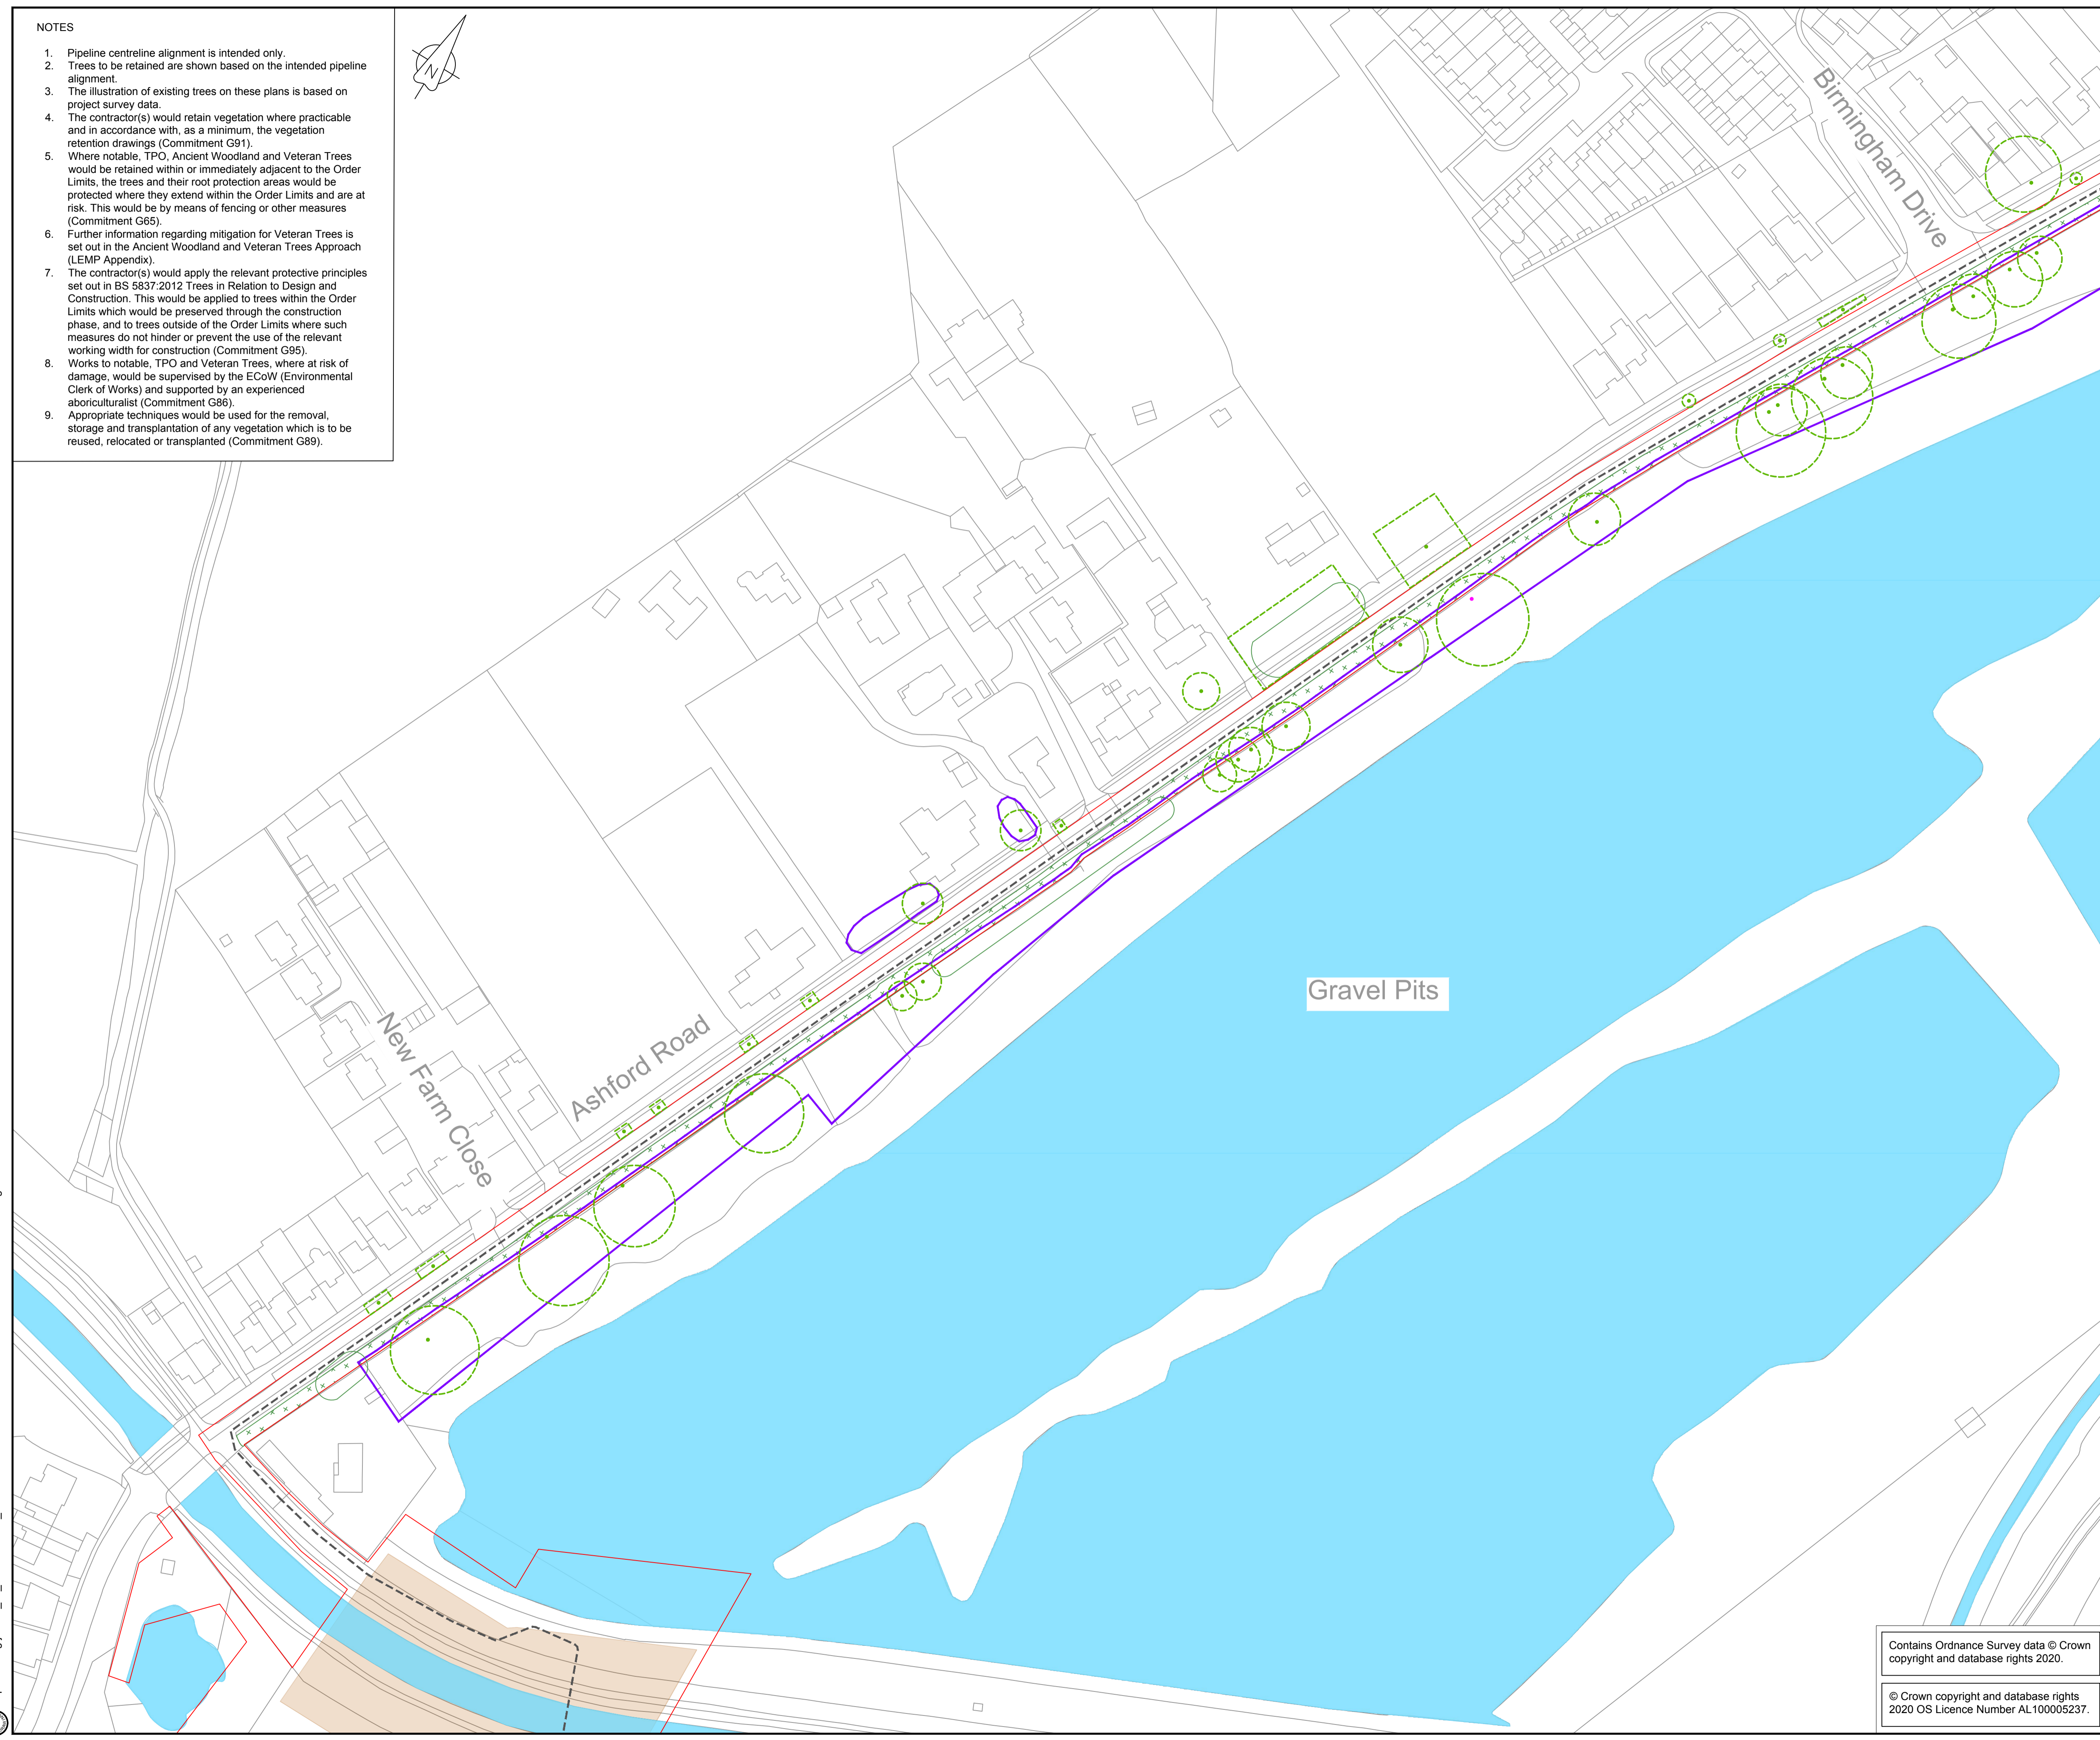 NOTES
1. Pipeline centreline alignment is intended only.
2. Trees to be retained are shown based on the intended pipeline
alignment.
3. The illustration of existing trees on these plans is based on
project survey data.
4. The contractor(s) would retain vegetation where practicable
and in accordance with, as a minimum, the vegetation
retention drawings (Commitment G91).
5. Where notable, TPO, Ancient Woodland and Veteran Trees
would be retained within or immediately adjacent to the Order
Limits, the trees and their root protection areas would be
protected where they extend within the Order Limits and are at
risk. This would be by means of fencing or other measures
(Commitment G65).
6. Further information regarding mitigation for Veteran Trees is
set out in the Ancient Woodland and Veteran Trees Approach
(LEMP Appendix).
7. The contractor(s) would apply the relevant protective principles
set out in BS 5837:2012 Trees in Relation to Design and
Construction. This would be applied to trees within the Order
Limits which would be preserved through the construction
phase, and to trees outside of the Order Limits where such
measures do not hinder or prevent the use of the relevant
working width for construction (Commitment G95).
8. Works to notable, TPO and Veteran Trees, where at risk of
damage, would be supervised by the ECoW (Environmental
Clerk of Works) and supported by an experienced
aboriculturalist (Commitment G86).
9. Appropriate techniques would be used for the removal,
storage and transplantation of any vegetation which is to be
reused, relocated or transplanted (Commitment G89).
N
Birmingham Drive
Gravel Pits
Ashford Road
New Farm Close
Contains Ordnance Survey data © Crown
copyright and database rights 2020.
© Crown copyright and database rights
2020 OS Licence Number AL100005237.